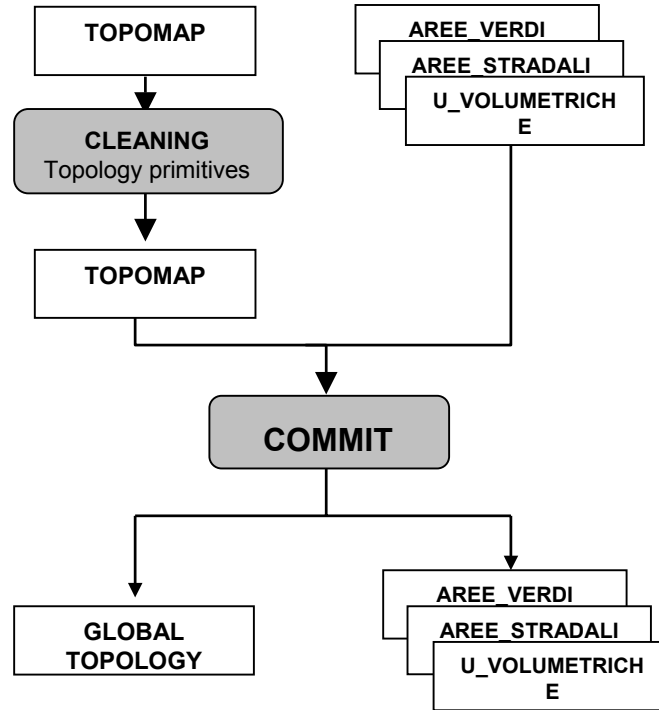 TOPOMAP
AREE_VERDI
AREE_STRADALI
U_VOLUMETRICH
E
CLEANING
Topology primitives
TOPOMAP
COMMIT
GLOBAL
TOPOLOGY
AREE_VERDI
AREE_STRADALI
U_VOLUMETRICH
E